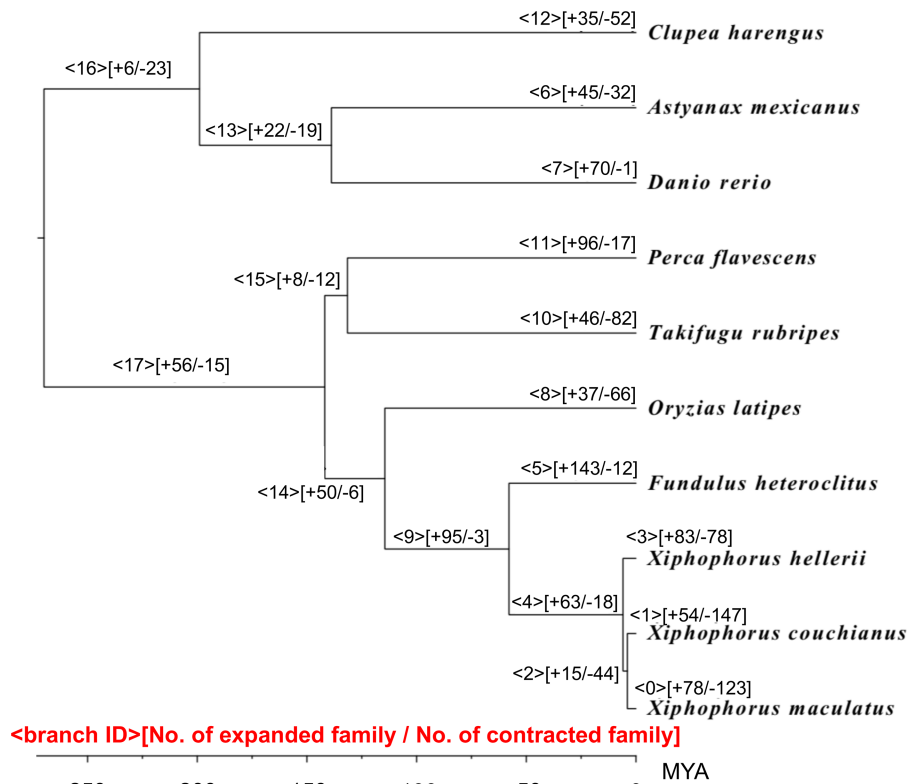 <12>[+35/-52]
Clupea harengus
<16>[+6/-23]
<6>[+45/-32]
Astyanax mexicanus
<13>[+22/-19]
<7>[+70/-1]
Danio rerio
<11>[+96/-17]
Perca flavescens
<15>[+8/-12]
<10>[+46/-82]
Takifugu rubripes
<17>[+56/-15]
<8>[+37/-66]
Oryzias latipes
<5>[+143/-12]
Fundulus heteroclitus
<14>[+50/-6]
<9>[+95/-3]
<3>[+83/-78]
Xiphophorus hellerii
<4>[+63/-18]
<1>[+54/-147]
Xiphophorus couchianus
<2>[+15/-44]
<0>[+78/-123]
Xiphophorus maculatus
<branch ID>[No. of expanded family / No. of contracted family]
MYA